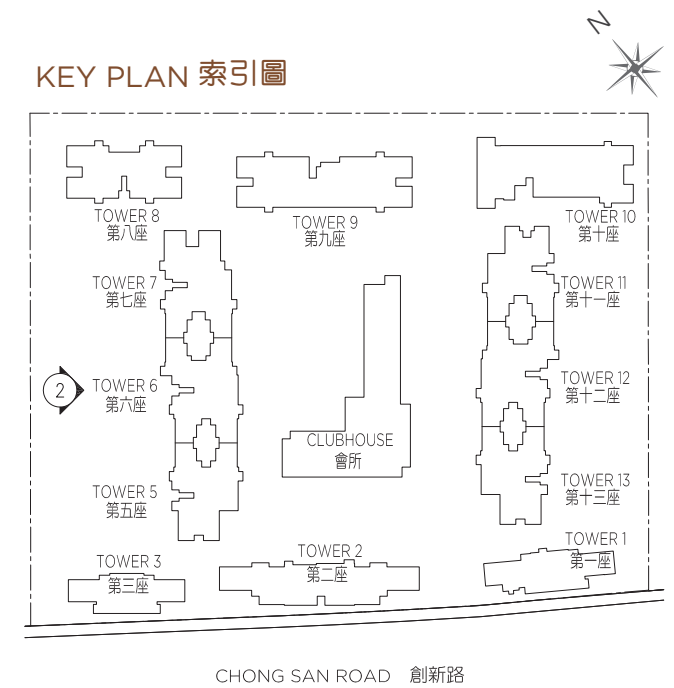 N
KEY PLAN 索引圖
TOWER 8
第八座
TOWER 9
第九座
TOWER 10
第十座
TOWER 7
第七座
TOWER 11
第十一座
2
TOWER 6
第六座
TOWER 12
第十二座
CLUBHOUSE
會所
TOWER 5
第五座
TOWER 13
第十三座
TOWER 3
第三座
TOWER 2
第二座
TOWER 1
第一座
CHONG SAN ROAD 創新路